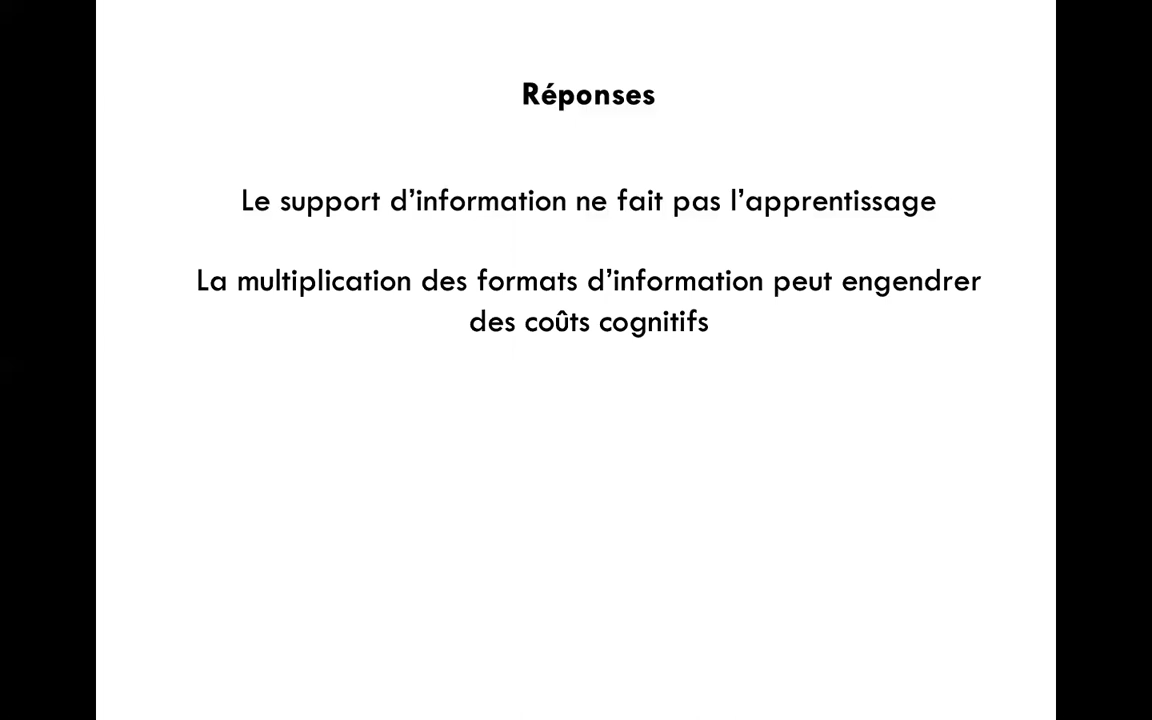 Réponses
Le support d’information ne fait pas l’apprentissage
La multiplication des formats d’information peut engendrer
des coûts cognitifs